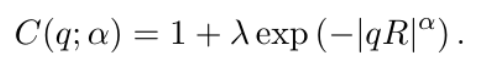 C(q; α) = 1 + λ exp (−|qR|^α) .